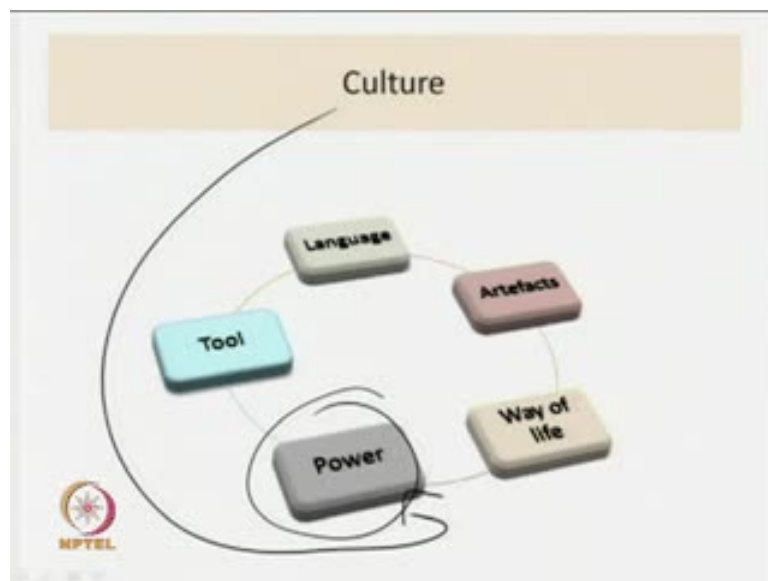 Culture
Language
Artefacts
Tool
Way of
life
Power
NPTEL